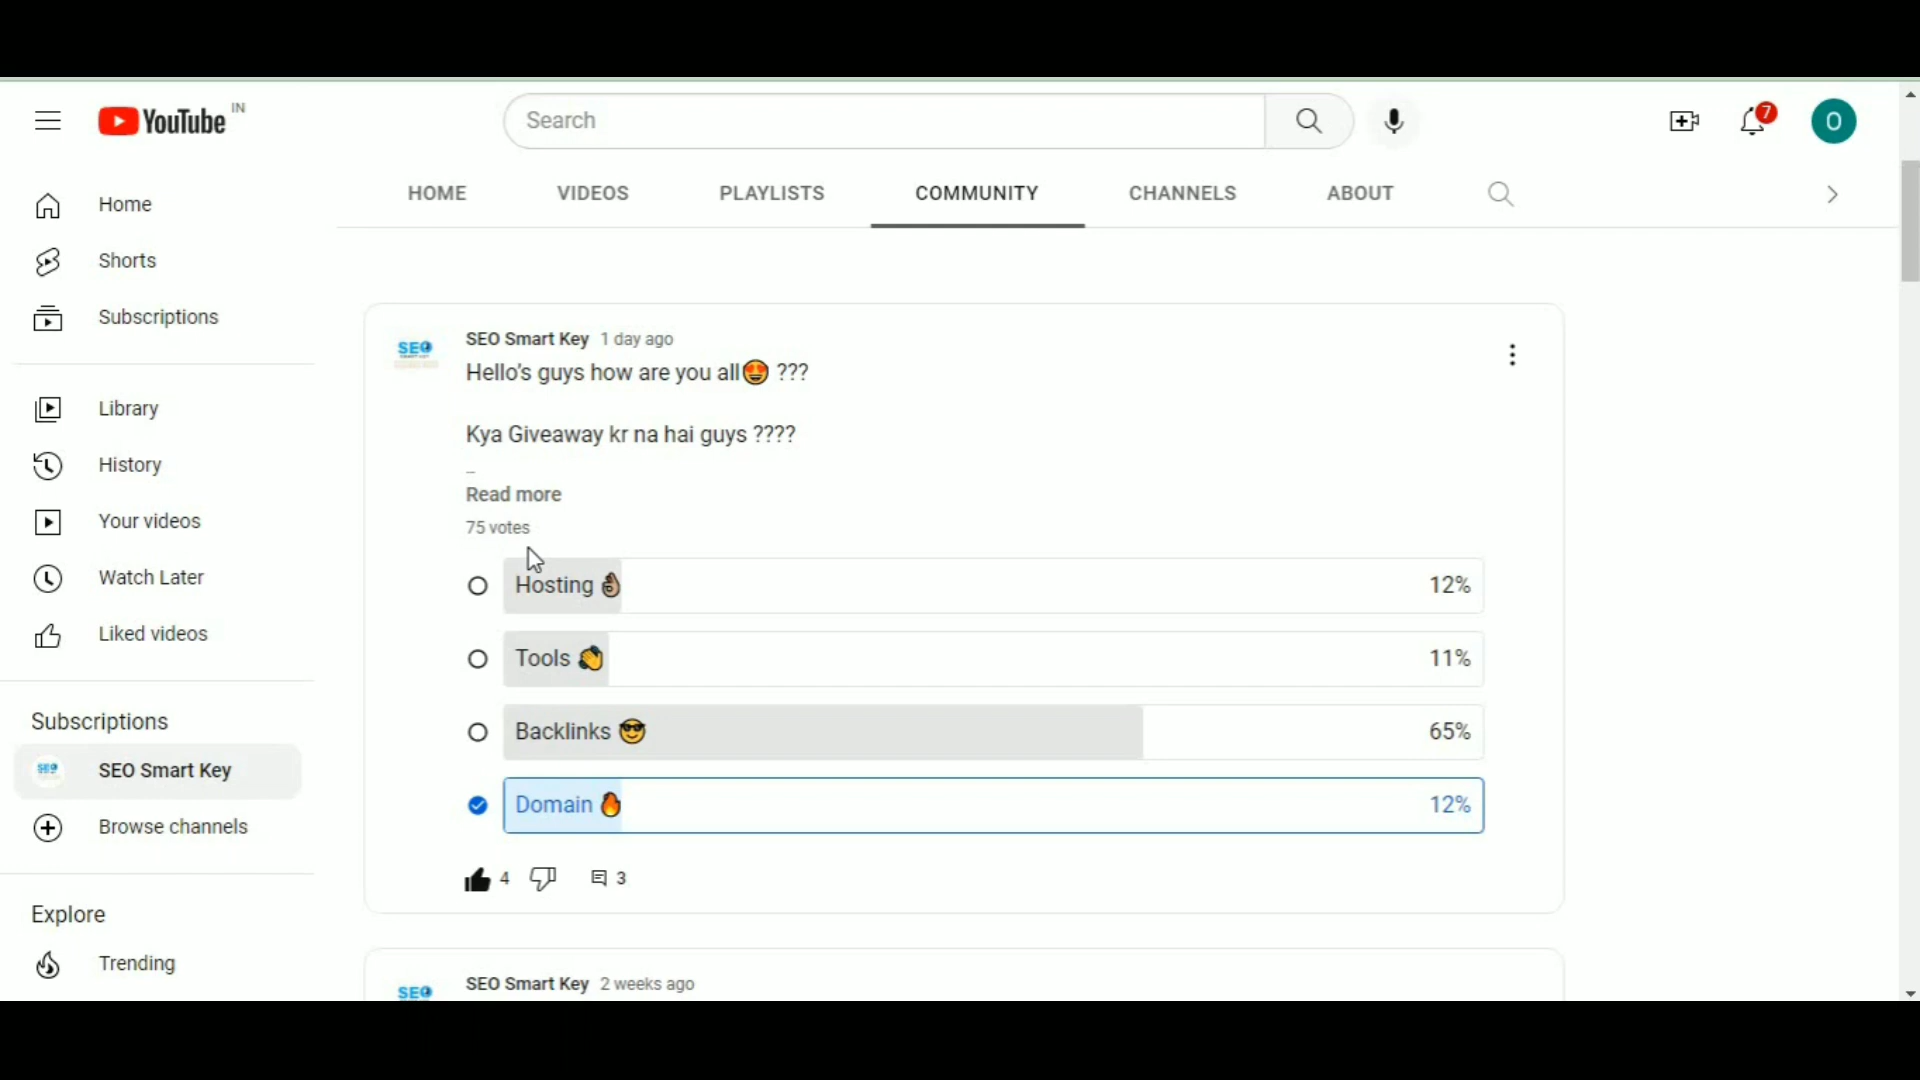 YouTube IN
Search
7
O
HOME VIDEOS PLAYLISTS COMMUNITY CHANNELS ABOUT
Home
Shorts
Subscriptions
Library
History
Your videos
Watch Later
Liked videos
Subscriptions
SEO Smart Key
Browse channels
Explore
Trending
SEO
SEO Smart Key 1 day ago
Hello's guys how are you all😍 ???
Kya Giveaway kr na hai guys ????
_
Read more
75 votes
Hosting 👌🏽 12%
Tools 👏 11%
Backlinks 😎 65%
Domain 🔥 12%
4 3
SEO
SEO Smart Key 2 weeks ago